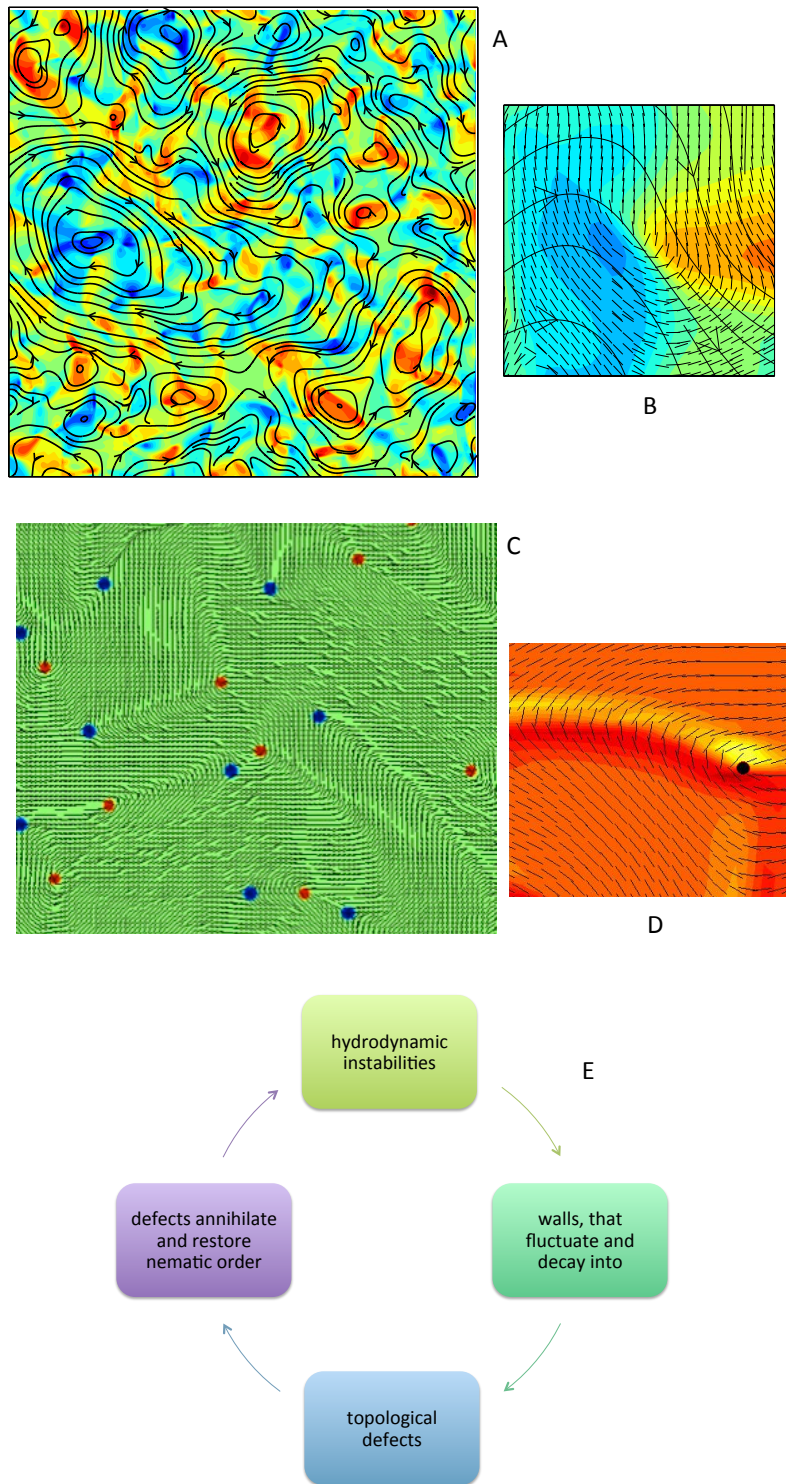 A
B
C
D
E
hydrodynamic
instabilities
walls, that
fluctuate and
decay into
topological
defects
defects annihilate
and restore
nematic order